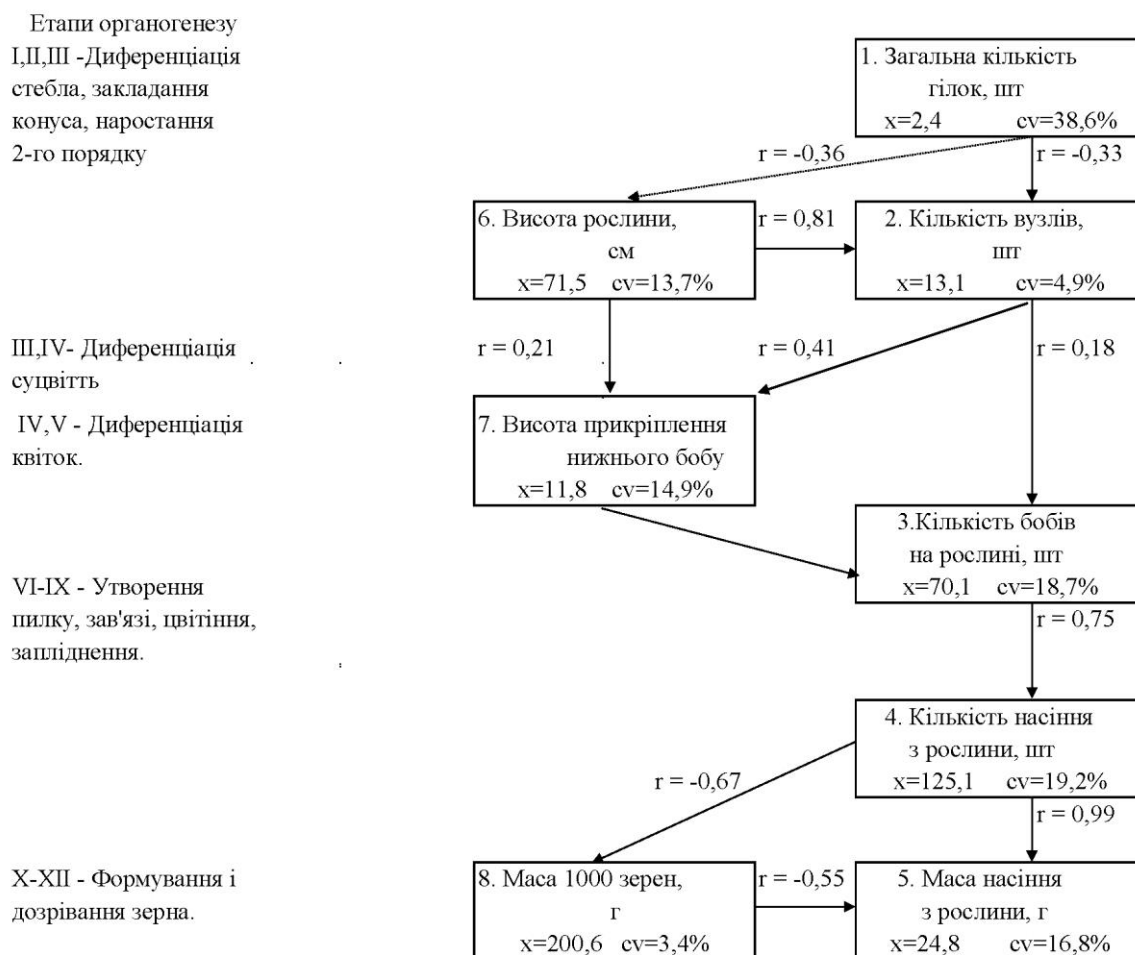 Етапи органогенезу
I,II,III -Диференціація
стебла, закладання
конуса, наростання
2-го порядку
1. Загальна кількість
гілок, шт
x=2,4 cv=38,6%
r = -0,36
r = -0,33
6. Висота рослини,
см
x=71,5 cv=13,7%
r = 0,81
2. Кількість вузлів,
шт
x=13,1 cv=4,9%
III,IV- Диференціація
суцвітть
r = 0,21
r = 0,41
r = 0,18
IV,V - Диференціація
квіток.
7. Висота прикріплення
нижнього бобу
x=11,8 cv=14,9%
3.Кількість бобів
на рослині, шт
x=70,1 cv=18,7%
VI-IX - Утворення
пилку, зав'язі, цвітіння,
запліднення.
r = 0,75
4. Кількість насіння
з рослини, шт
x=125,1 cv=19,2%
r = -0,67
r = 0,99
X-XII - Формування і
дозрівання зерна.
8. Маса 1000 зерен,
г
x=200,6 cv=3,4%
r = -0,55
5. Маса насіння
з рослини, г
x=24,8 cv=16,8%